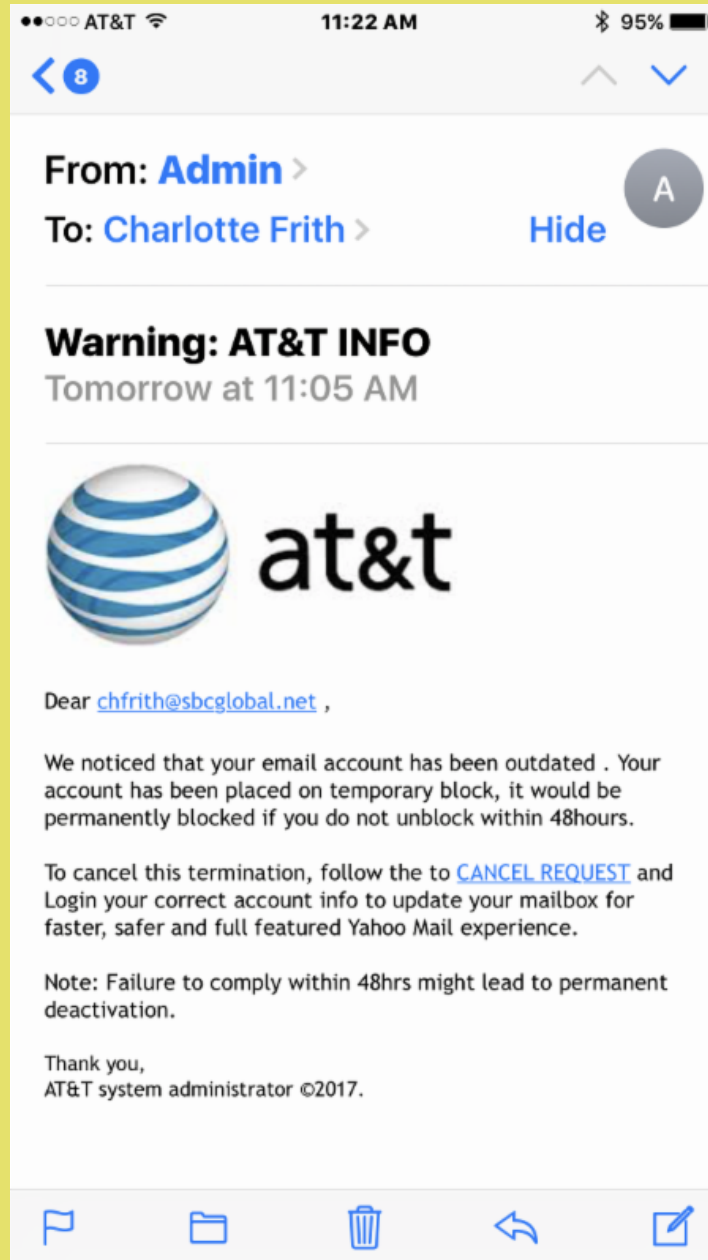 AT&T 11:22 AM 95%
8
From: Admin
A
To: Charlotte Frith Hide
Warning: AT&T INFO
Tomorrow at 11:05 AM
at&t
Dear chfrith@sbcglobal.net ,
We noticed that your email account has been outdated . Your
account has been placed on temporary block, it would be
permanently blocked if you do not unblock within 48hours.
To cancel this termination, follow the to CANCEL REQUEST and
Login your correct account info to update your mailbox for
faster, safer and full featured Yahoo Mail experience.
Note: Failure to comply within 48hrs might lead to permanent
deactivation.
Thank you,
AT&T system administrator ©2017.